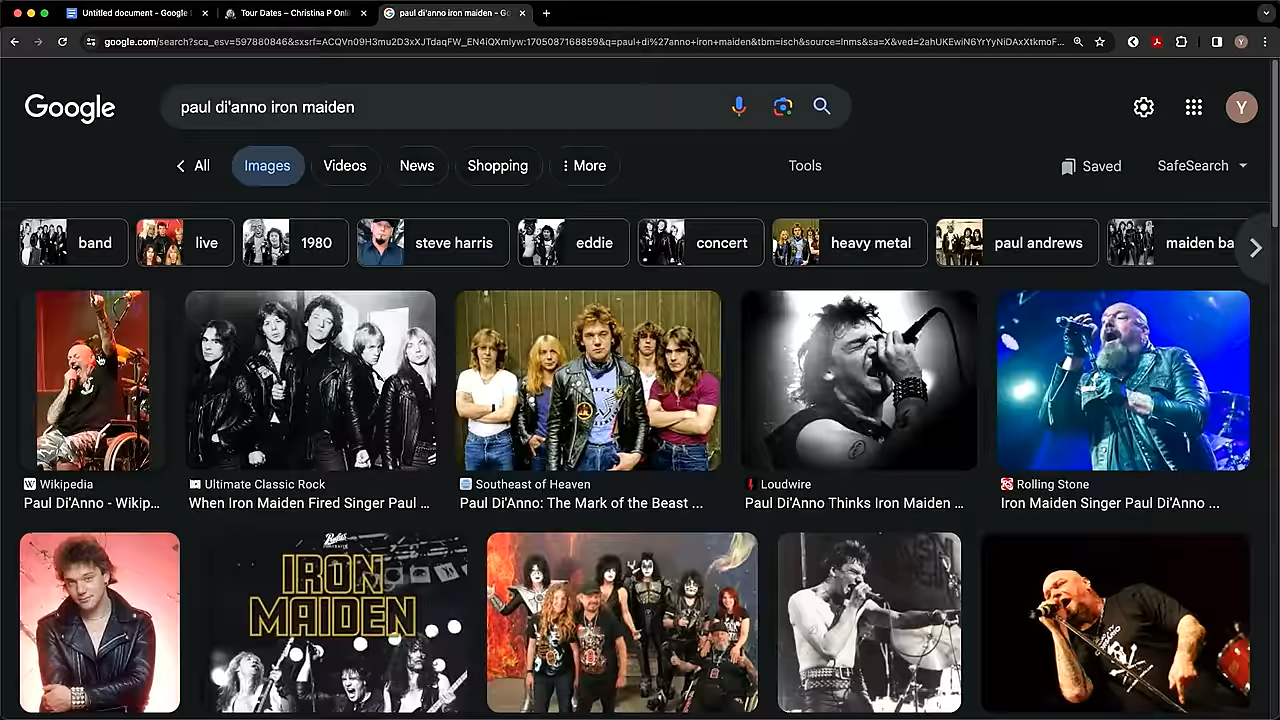 Untitled document - Google
Tour Dates – Christina P Onli
paul di'anno iron maiden - Go
google.com/search?sca_esv=597880846&sxsrf=ACQVn09H3mu2D3xXJTdaqFW_EN4iQXmlyw:1705087168859&q=paul+di%27anno+iron+maiden&tbm=isch&source=lnms&sa=X&ved=2ahUKEwiN6YrYyNiDAxXtkmoF...
Y
Google
paul di'anno iron maiden
Y
All
Images
Videos
News
Shopping
More
Tools
Saved
SafeSearch
band
live
1980
steve harris
eddie
concert
heavy metal
paul andrews
maiden ba
W Wikipedia
Paul Di'Anno - Wikip...
Ultimate Classic Rock
When Iron Maiden Fired Singer Paul ...
Southeast of Heaven
Paul Di'Anno: The Mark of the Beast ...
Loudwire
Paul Di'Anno Thinks Iron Maiden ...
Rolling Stone
Iron Maiden Singer Paul Di'Anno ...
IRON
MAIDEN